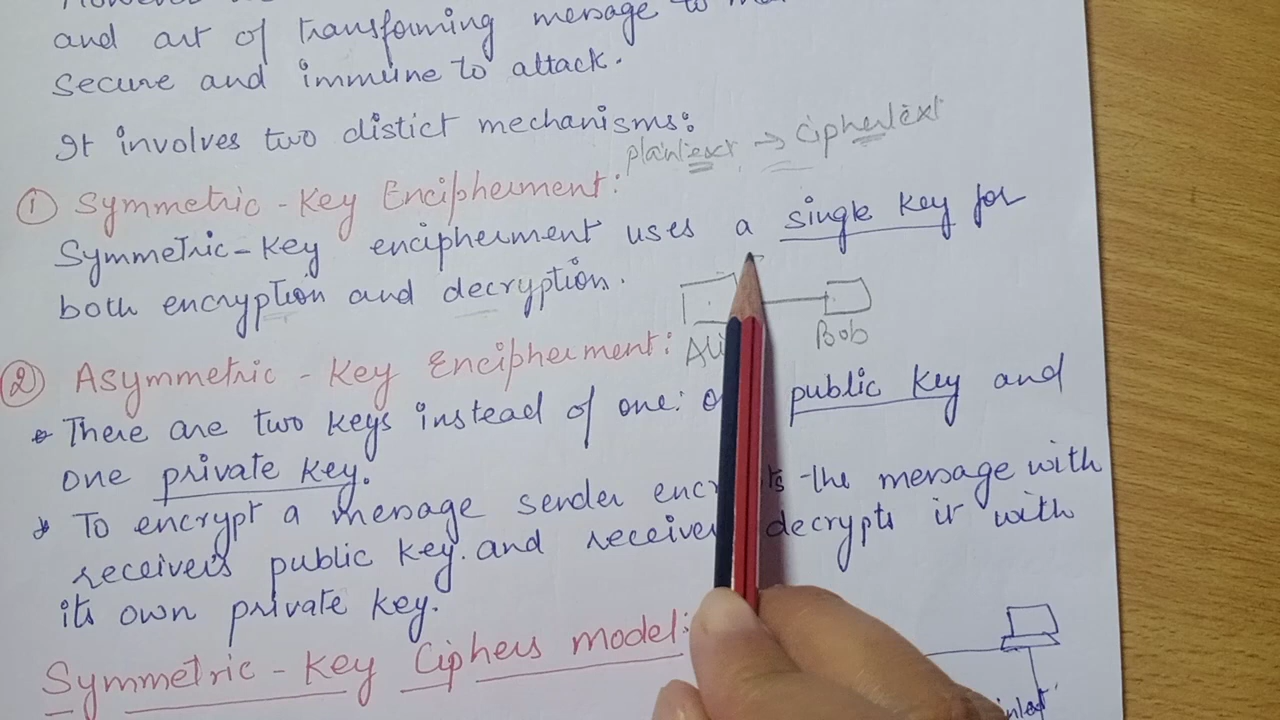 and art of transforming message to
secure and immune to attack.
It involves two distict mechanisms:
plaintext → ciphertext
① Symmetric-Key Encipherment:
Symmetric-Key encipherment uses a single key for
both encryption and decryption.
Bob
② Asymmetric-Key Encipherment:
There are two keys instead of one: public key and
one private key.
To encrypt a message sender the message with
receivers public key. and receiver decrypts it with
its own private key.
Symmetric-Key Ciphers model: